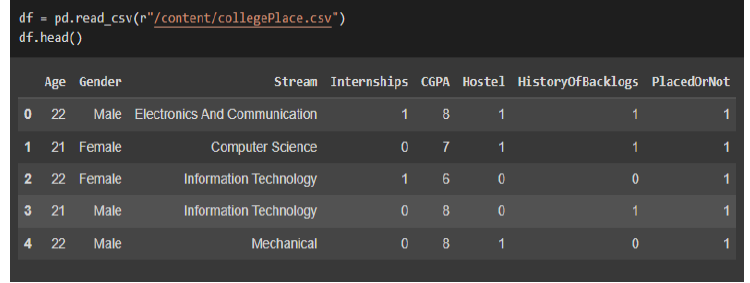 df = pd.read_csv(r"/content/collegePlace.csv")
df.head()
Age Gender Stream Internships CGPA Hostel HistoryOfBacklogs PlacedOrNot
0 22 Male Electronics And Communication 1 8 1 1 1
1 21 Female Computer Science 0 7 1 1 1
2 22 Female Information Technology 1 6 0 0 1
3 21 Male Information Technology 0 8 0 1 1
4 22 Male Mechanical 0 8 1 0 1